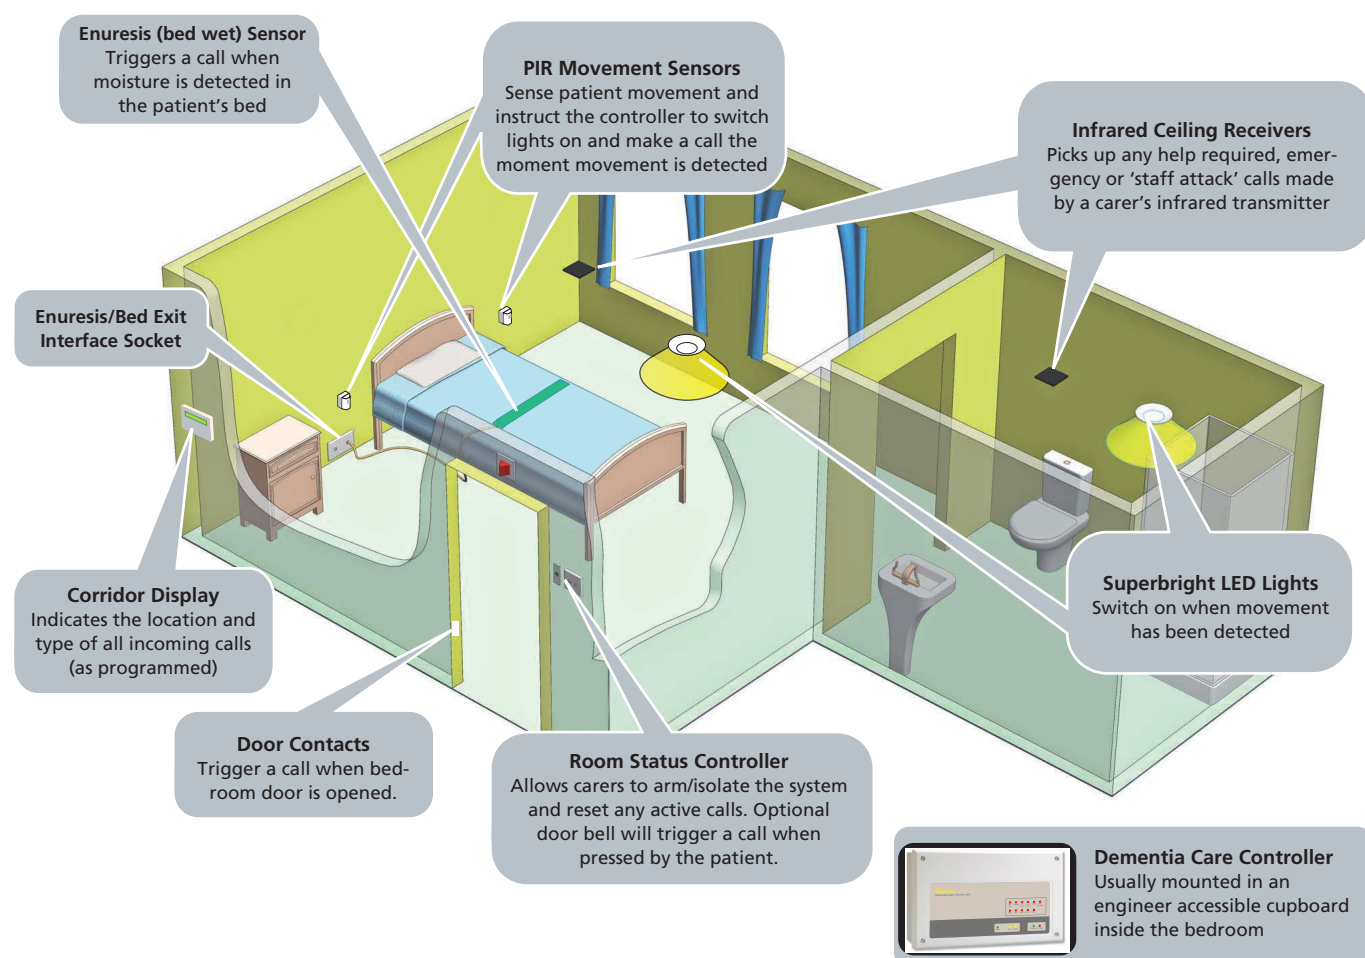 Enuresis (bed wet) Sensor
Triggers a call when
moisture is detected in
the patient's bed
PIR Movement Sensors
Sense patient movement and
instruct the controller to switch
lights on and make a call the
moment movement is detected
Infrared Ceiling Receivers
Picks up any help required, emer-
gency or ‘staff attack’ calls made
by a carer's infrared transmitter
Enuresis/Bed Exit
Interface Socket
Corridor Display
Indicates the location and
type of all incoming calls
(as programmed)
Superbright LED Lights
Switch on when movement
has been detected
Door Contacts
Trigger a call when bed-
room door is opened.
Room Status Controller
Allows carers to arm/isolate the system
and reset any active calls. Optional
door bell will trigger a call when
pressed by the patient.
Dementia Care Controller
Usually mounted in an
engineer accessible cupboard
inside the bedroom